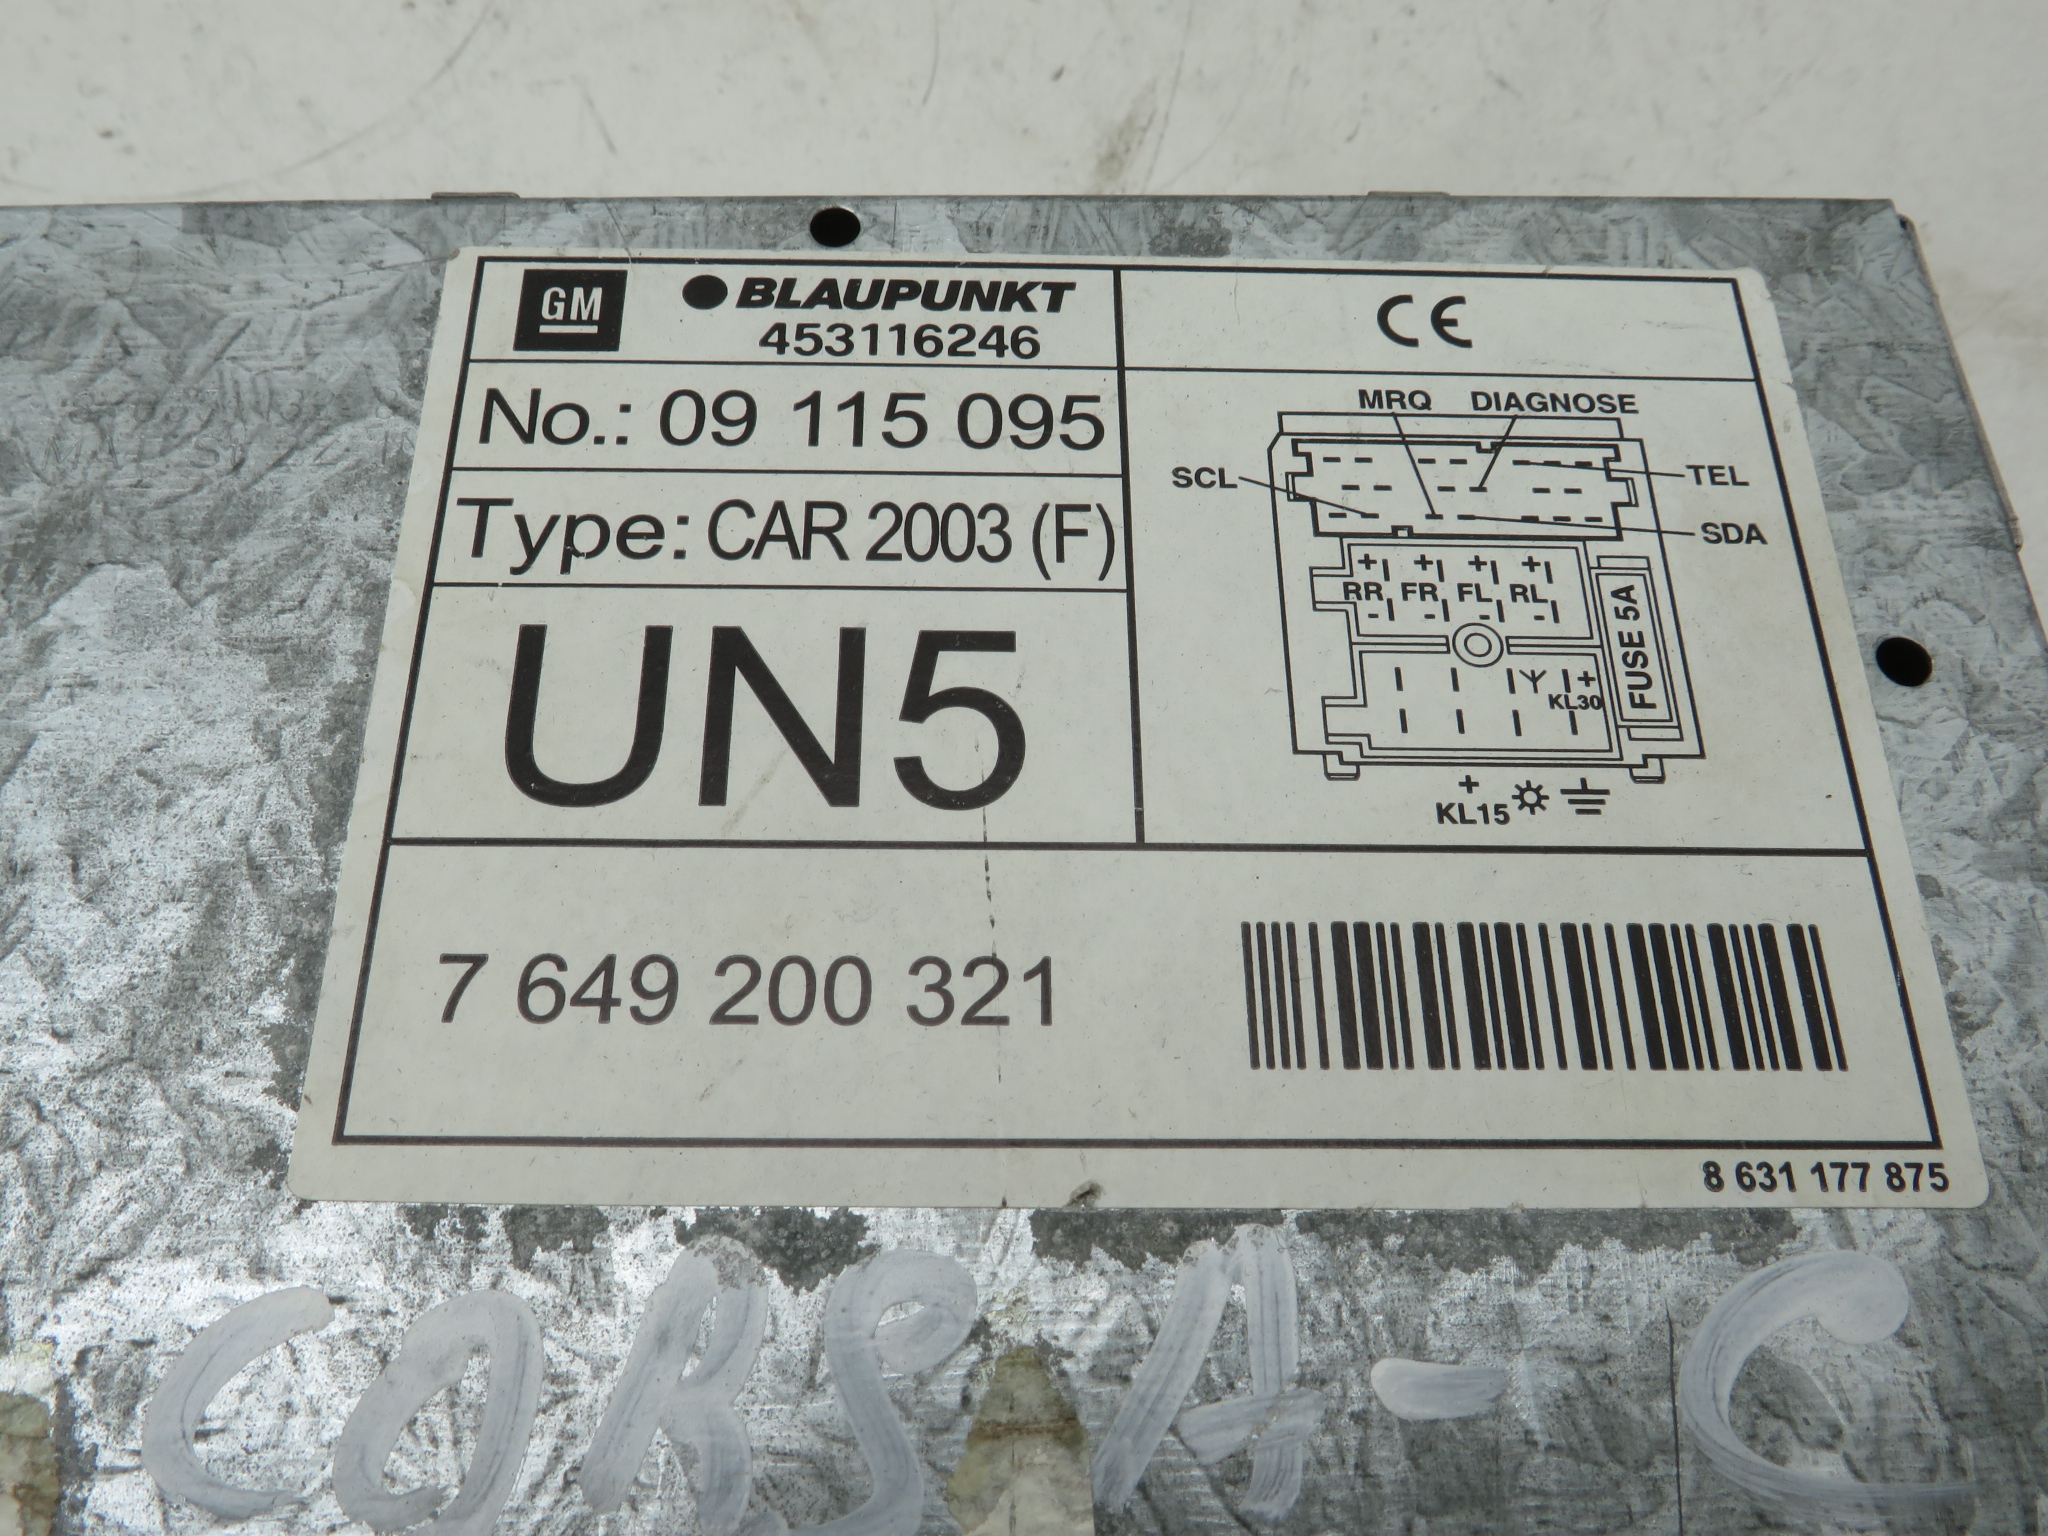 GM
BLAUPUNKT
453116246
No.: 09 115 095
Type: CAR 2003 (F)
UN5
CE
MRQ DIAGNOSE
SCL TEL
SDA
+ + + +
RR FR FL RL
- - - -
FUSE 5A
+
KL30
+
KL15
7 649 200 321
8 631 177 875
CORSA-C